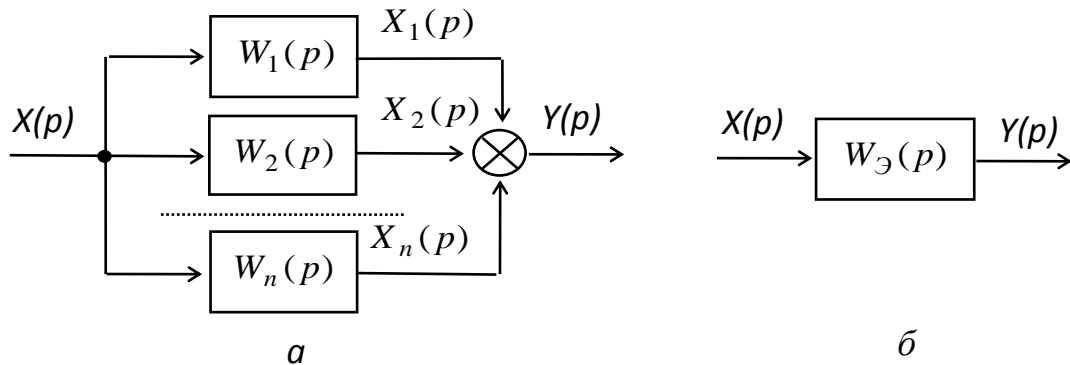 X(p)
W₁(p)
X₁(p)
W₂(p)
X₂(p)
Wₙ(p)
Xₙ(p)
Y(p)
а
X(p)
W_Э(p)
Y(p)
б